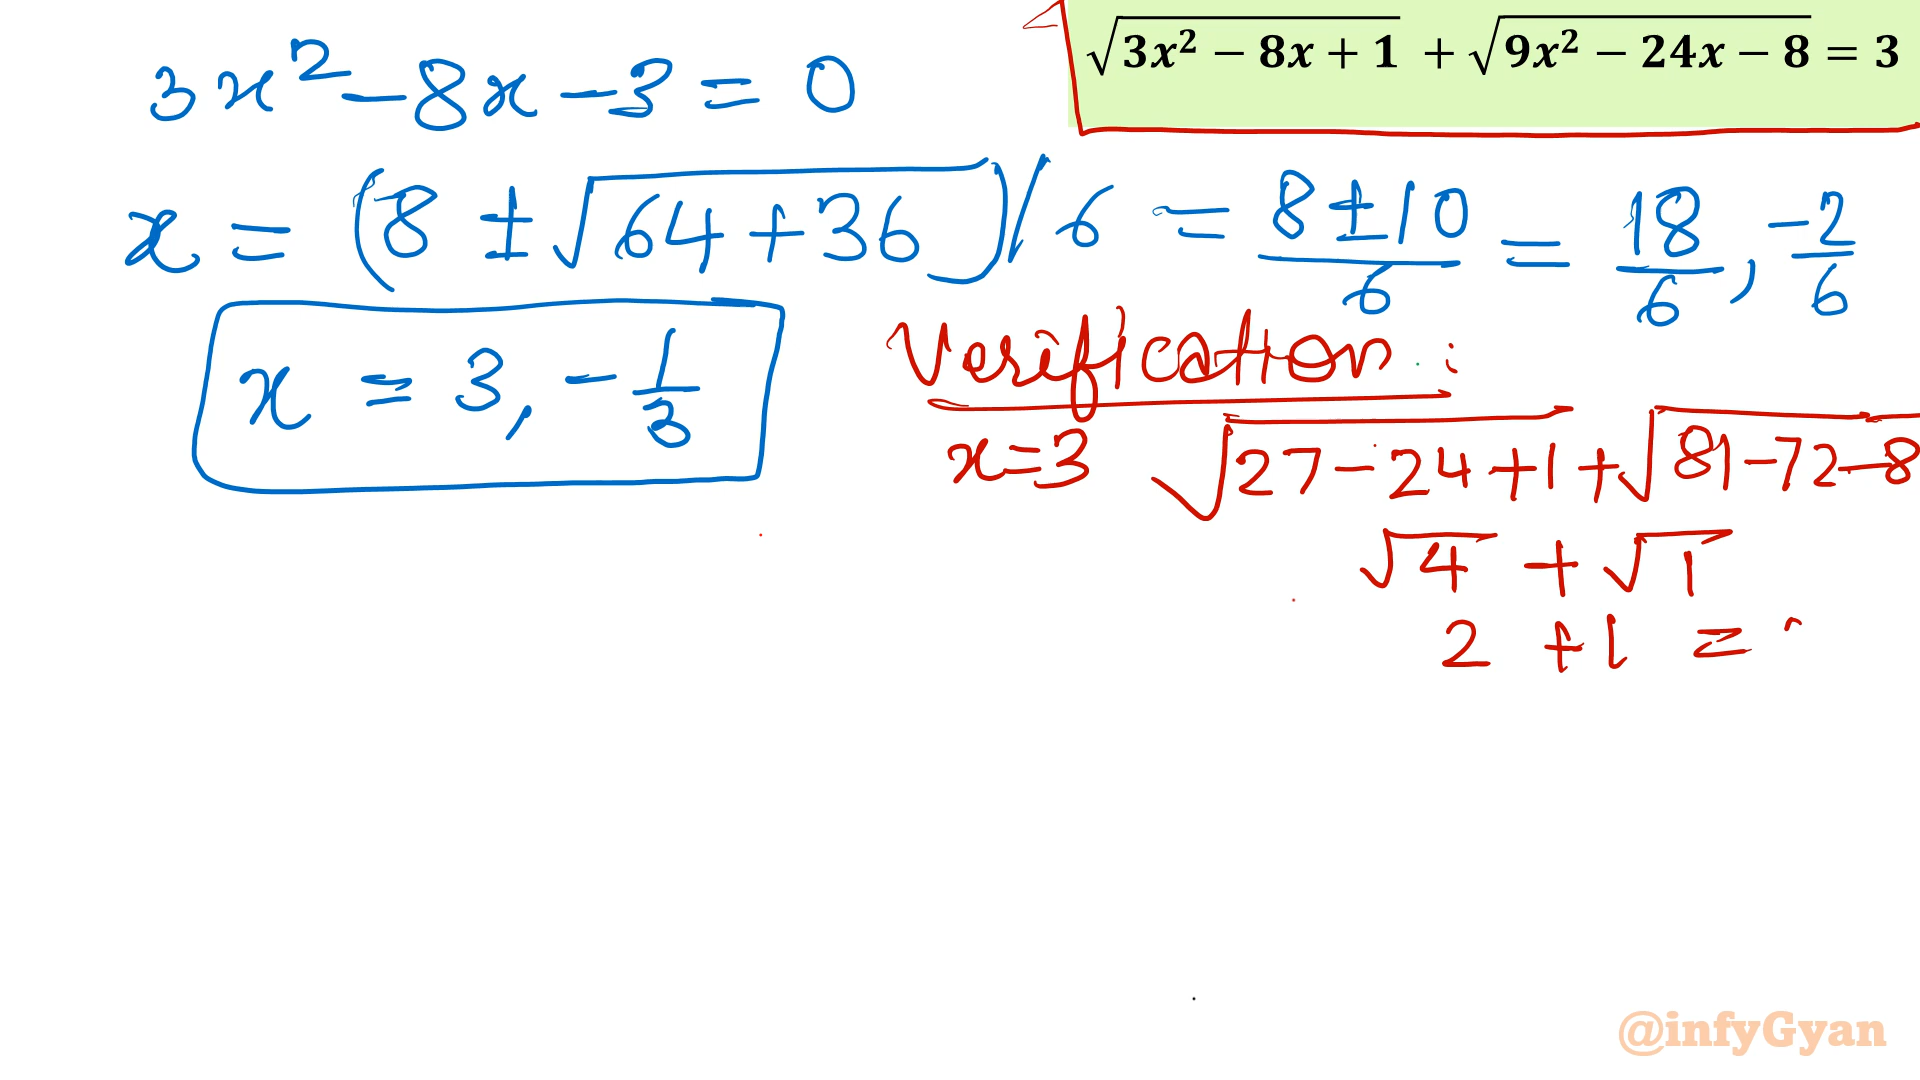 √(3x² − 8x + 1) + √(9x² − 24x − 8) = 3
3x² − 8x − 3 = 0
x = (8 ± √(64 + 36))/6 = (8 ± 10)/6 = 18/6, −2/6
x = 3, −1/3
Verification :
x = 3 √(27 − 24 + 1) + √(81 − 72 − 8)
√4 + √1
2 + 1 =
@infyGyan